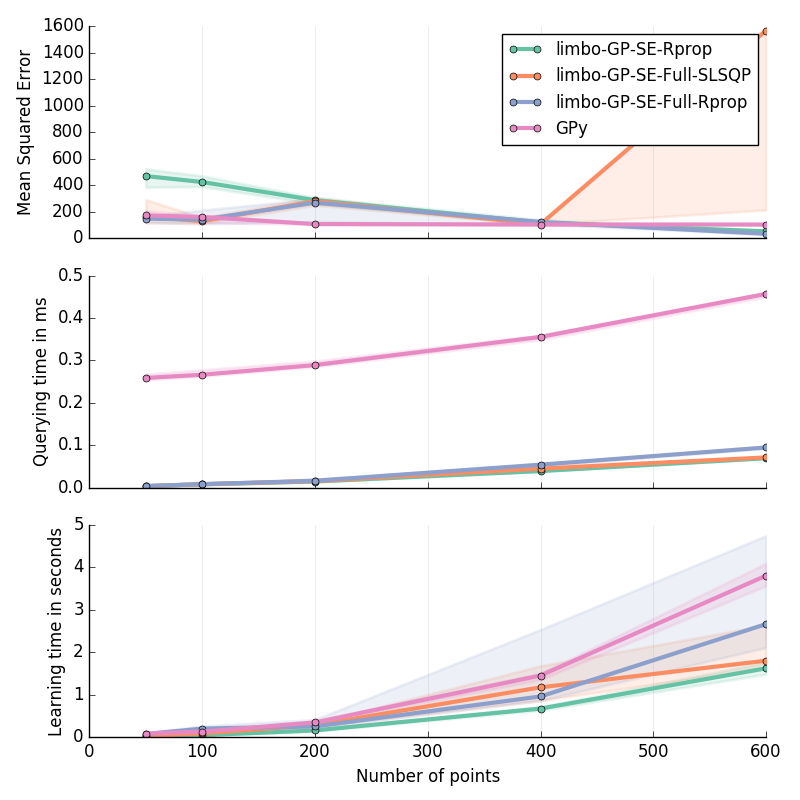 1600
1400
1200
1000
800
600
400
200
0
Mean Squared Error
limbo-GP-SE-Rprop
limbo-GP-SE-Full-SLSQP
limbo-GP-SE-Full-Rprop
GPy
0.5
0.4
0.3
0.2
0.1
0.0
Querying time in ms
5
4
3
2
1
0
Learning time in seconds
0 100 200 300 400 500 600
Number of points